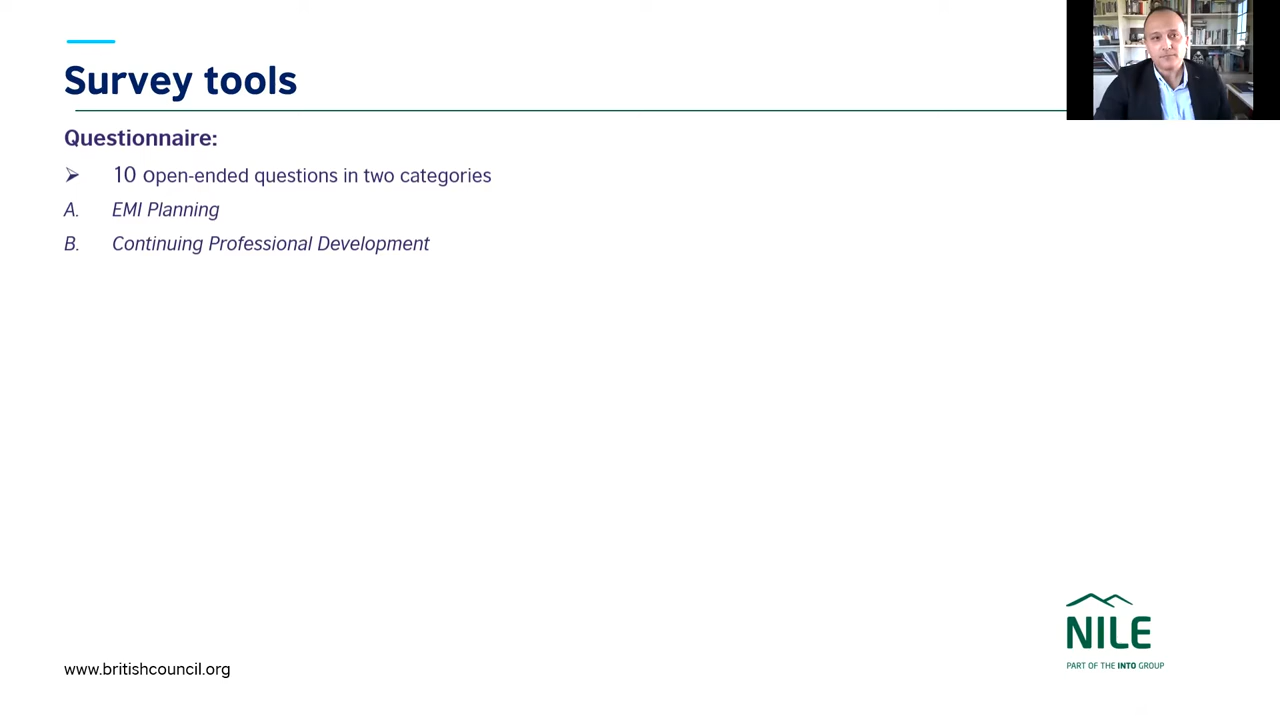 Survey tools
Questionnaire:
➢ 10 open-ended questions in two categories
A. EMI Planning
B. Continuing Professional Development
NILE
PART OF THE INTO GROUP
www.britishcouncil.org